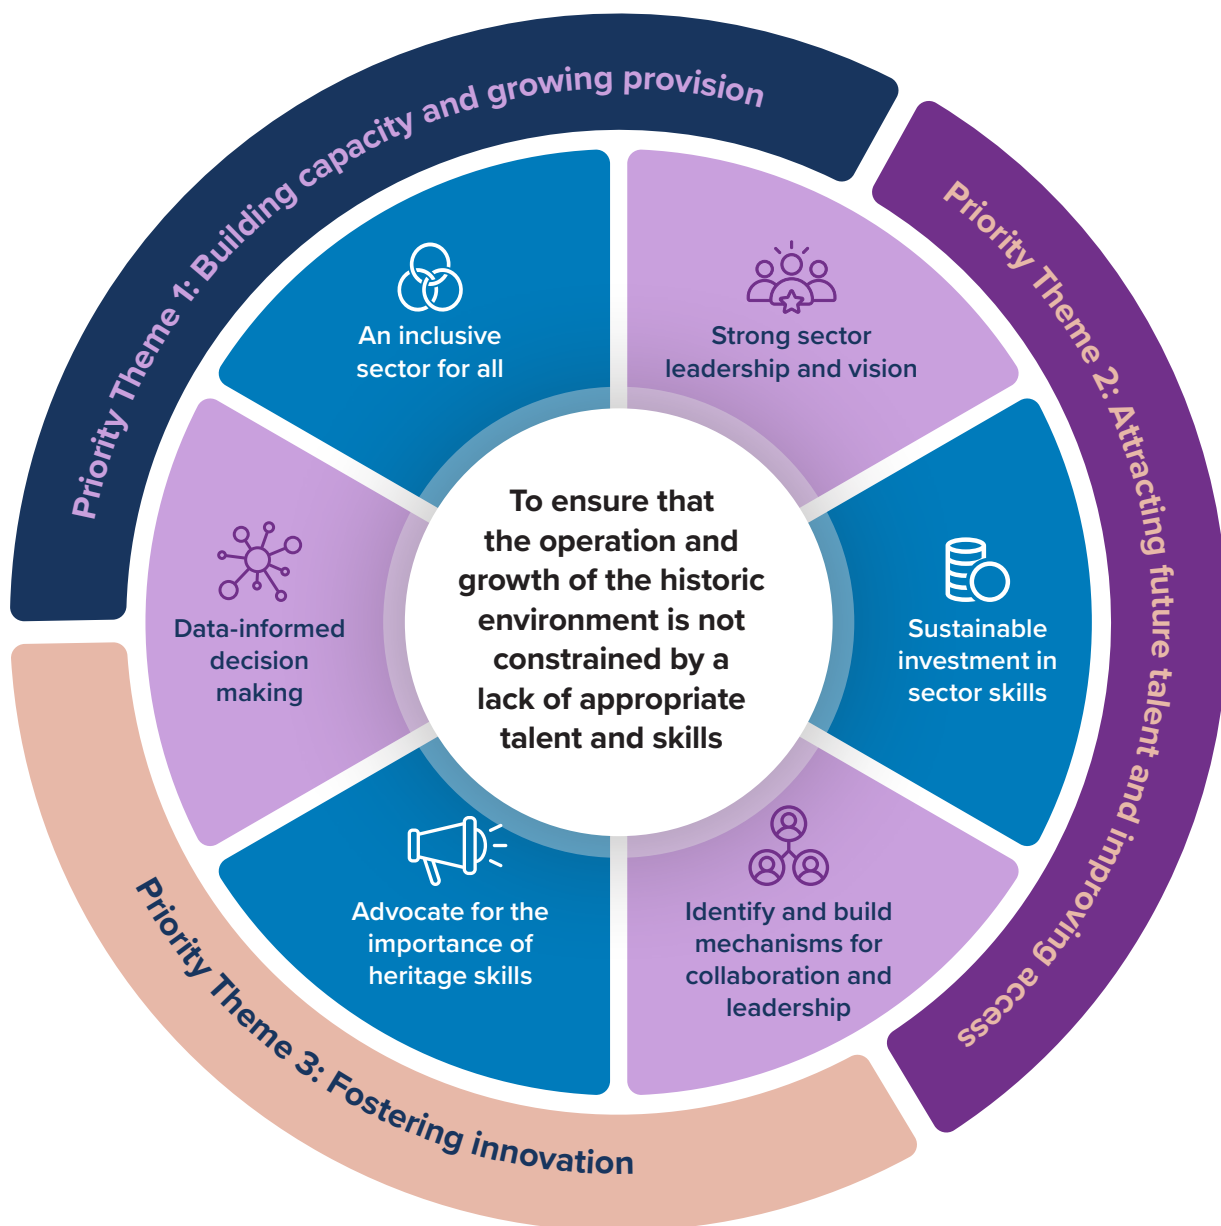 Priority Theme 1: Building capacity and growing provision
Priority Theme 2: Attracting future talent and improving access
An inclusive
sector for all
Strong sector
leadership and vision
To ensure that
the operation and
growth of the historic
environment is not
constrained by a
lack of appropriate
talent and skills
Data-informed
decision
making
Sustainable
investment in
sector skills
Advocate for the
importance of
heritage skills
Identify and build
mechanisms for
collaboration and
leadership
Priority Theme 3: Fostering innovation